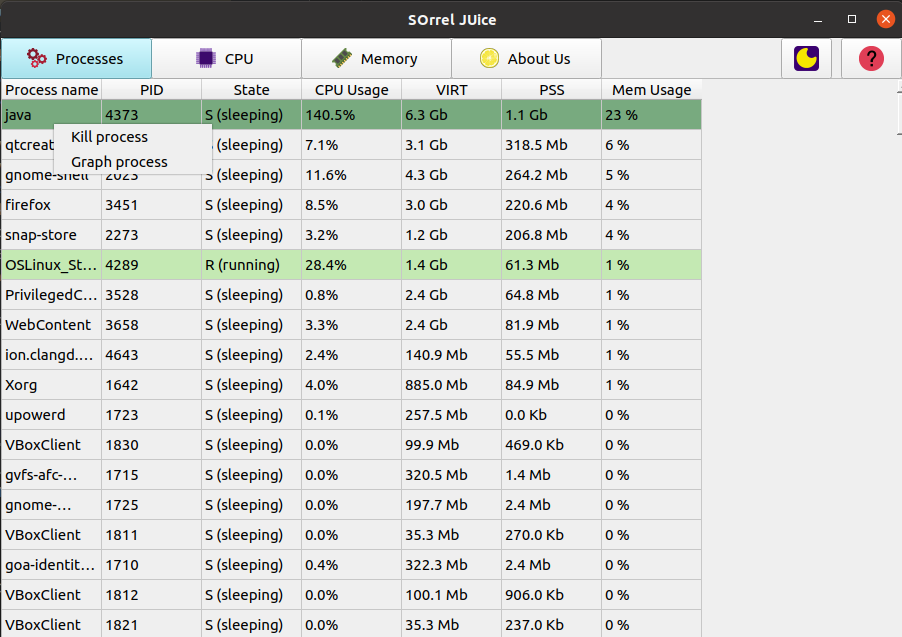 SOrrel JUice
Processes CPU Memory About Us ?
Process name PID State CPU Usage VIRT PSS Mem Usage
java 4373 S (sleeping) 140.5% 6.3 Gb 1.1 Gb 23 %
Kill process
qtcreat (sleeping) 7.1% 3.1 Gb 318.5 Mb 6 %
Graph process
gnome-shell 2023 S (sleeping) 11.6% 4.3 Gb 264.2 Mb 5 %
firefox 3451 S (sleeping) 8.5% 3.0 Gb 220.6 Mb 4 %
snap-store 2273 S (sleeping) 3.2% 1.2 Gb 206.8 Mb 4 %
OSLinux_St... 4289 R (running) 28.4% 1.4 Gb 61.3 Mb 1 %
PrivilegedC... 3528 S (sleeping) 0.8% 2.4 Gb 64.8 Mb 1 %
WebContent 3658 S (sleeping) 3.3% 2.4 Gb 81.9 Mb 1 %
ion.clangd.... 4643 S (sleeping) 2.4% 140.9 Mb 55.5 Mb 1 %
Xorg 1642 S (sleeping) 4.0% 885.0 Mb 84.9 Mb 1 %
upowerd 1723 S (sleeping) 0.1% 257.5 Mb 0.0 Kb 0 %
VBoxClient 1830 S (sleeping) 0.0% 99.9 Mb 469.0 Kb 0 %
gvfs-afc-... 1715 S (sleeping) 0.0% 320.5 Mb 1.4 Mb 0 %
gnome-... 1725 S (sleeping) 0.0% 197.7 Mb 2.4 Mb 0 %
VBoxClient 1811 S (sleeping) 0.0% 35.3 Mb 270.0 Kb 0 %
goa-identit... 1710 S (sleeping) 0.4% 322.3 Mb 2.4 Mb 0 %
VBoxClient 1812 S (sleeping) 0.0% 100.1 Mb 906.0 Kb 0 %
VBoxClient 1821 S (sleeping) 0.0% 35.3 Mb 237.0 Kb 0 %